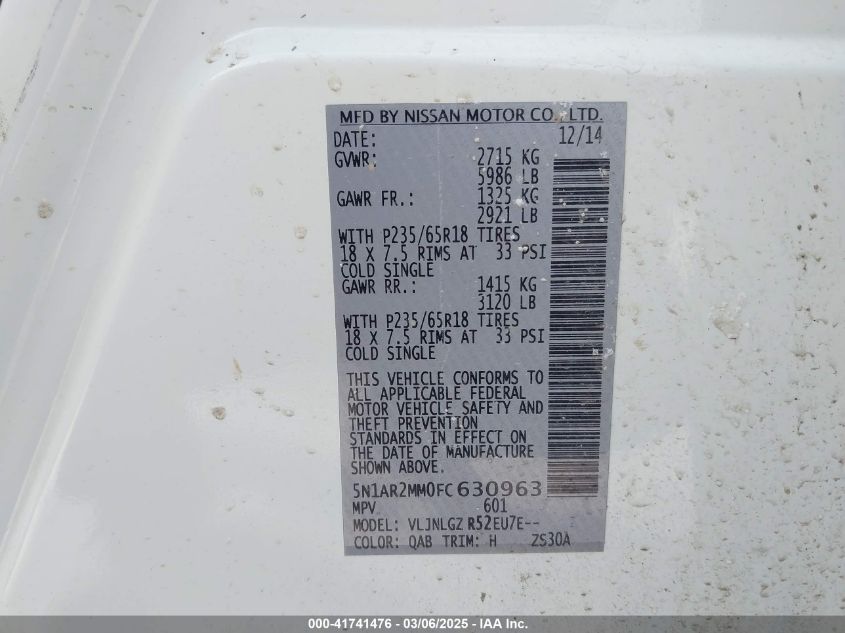 MFD BY NISSAN MOTOR CO., LTD.
DATE: 12/14
GVWR: 2715 KG
5986 LB
GAWR FR.: 1325 KG
2921 LB
WITH P235/65R18 TIRES
18 X 7.5 RIMS AT 33 PSI
COLD SINGLE
GAWR RR.: 1415 KG
3120 LB
WITH P235/65R18 TIRES
18 X 7.5 RIMS AT 33 PSI
COLD SINGLE
THIS VEHICLE CONFORMS TO
ALL APPLICABLE FEDERAL
MOTOR VEHICLE SAFETY AND
THEFT PREVENTION
STANDARDS IN EFFECT ON
THE DATE OF MANUFACTURE
SHOWN ABOVE.
5N1AR2MM0FC630963
MPV 601
MODEL: VLJNLGZ R52EU7E--
COLOR: QAB TRIM: H ZS30A
000-41741476 - 03/06/2025 - IAA Inc.